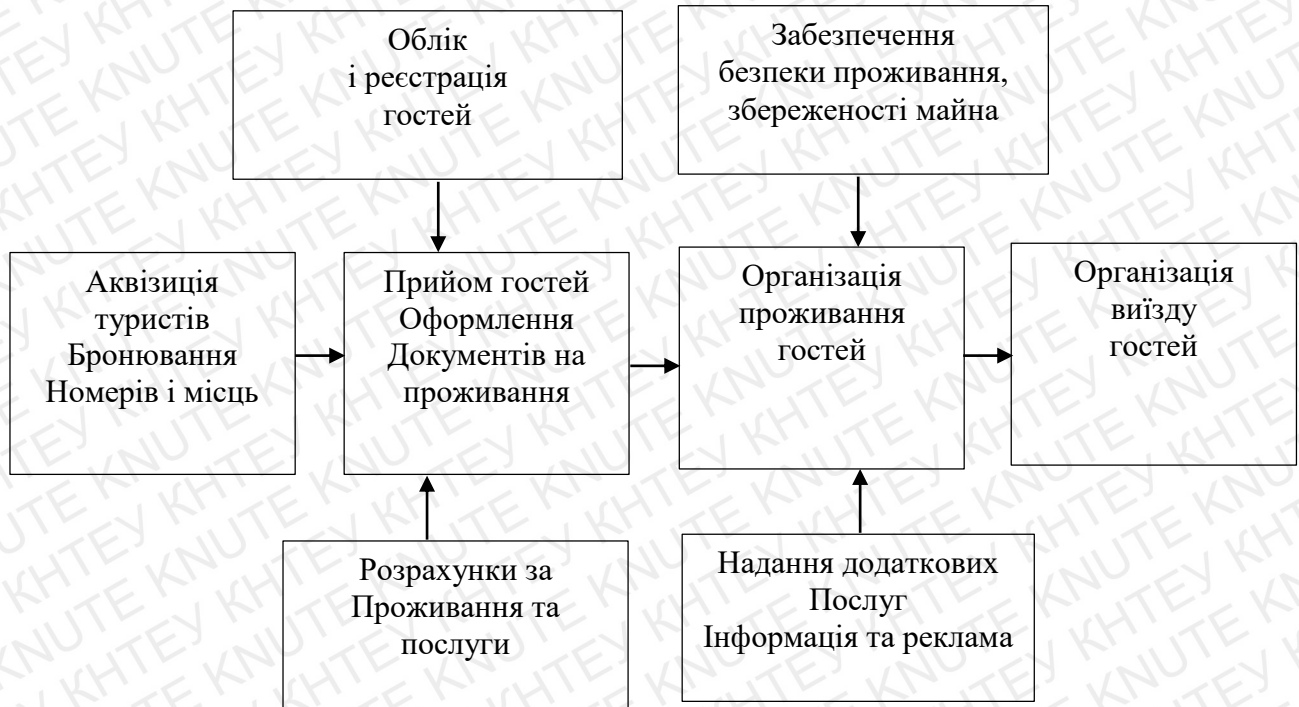 Облік
і реєстрація
гостей
Забезпечення
безпеки проживання,
збереженості майна
Аквізиція
туристів
Бронювання
Номерів і місць
Прийом гостей
Оформлення
Документів на
проживання
Організація
проживання
гостей
Організація
виїзду
гостей
Розрахунки за
Проживання та
послуги
Надання додаткових
Послуг
Інформація та реклама